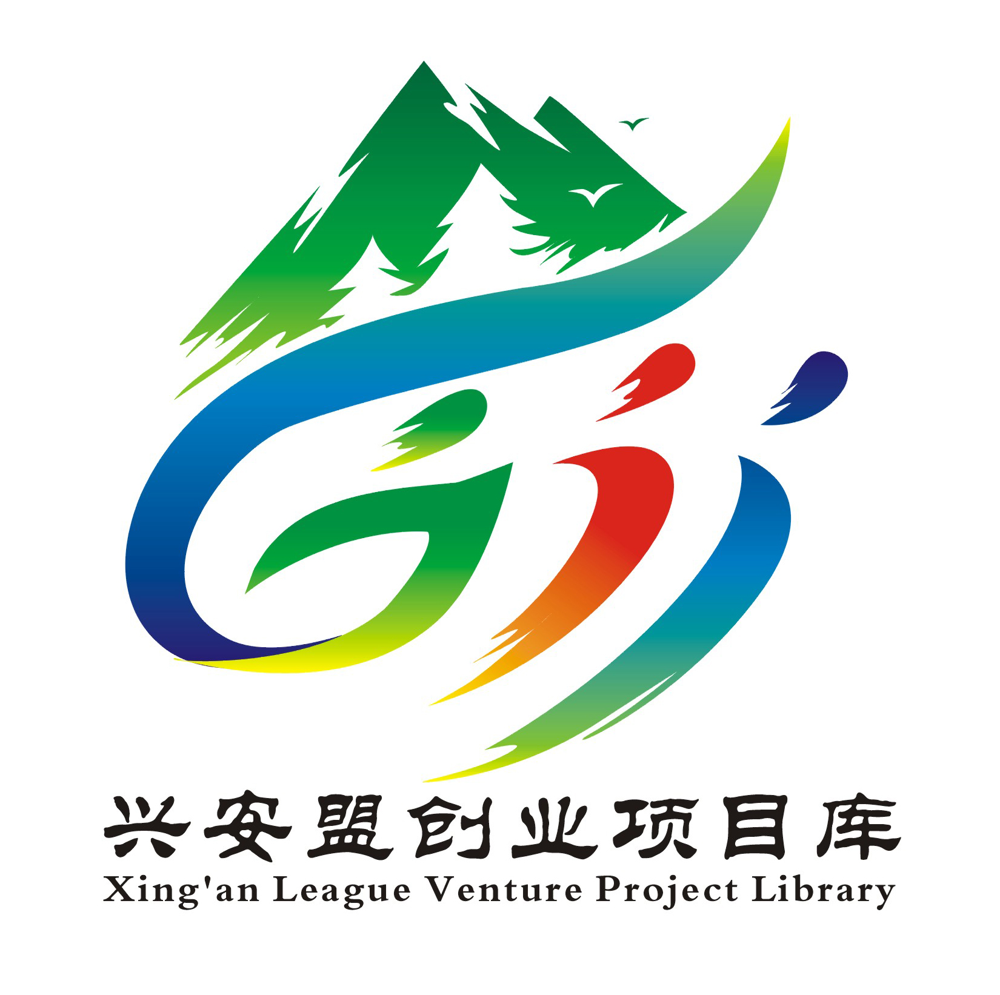 兴安盟创业项目库
Xing'an League Venture Project Library